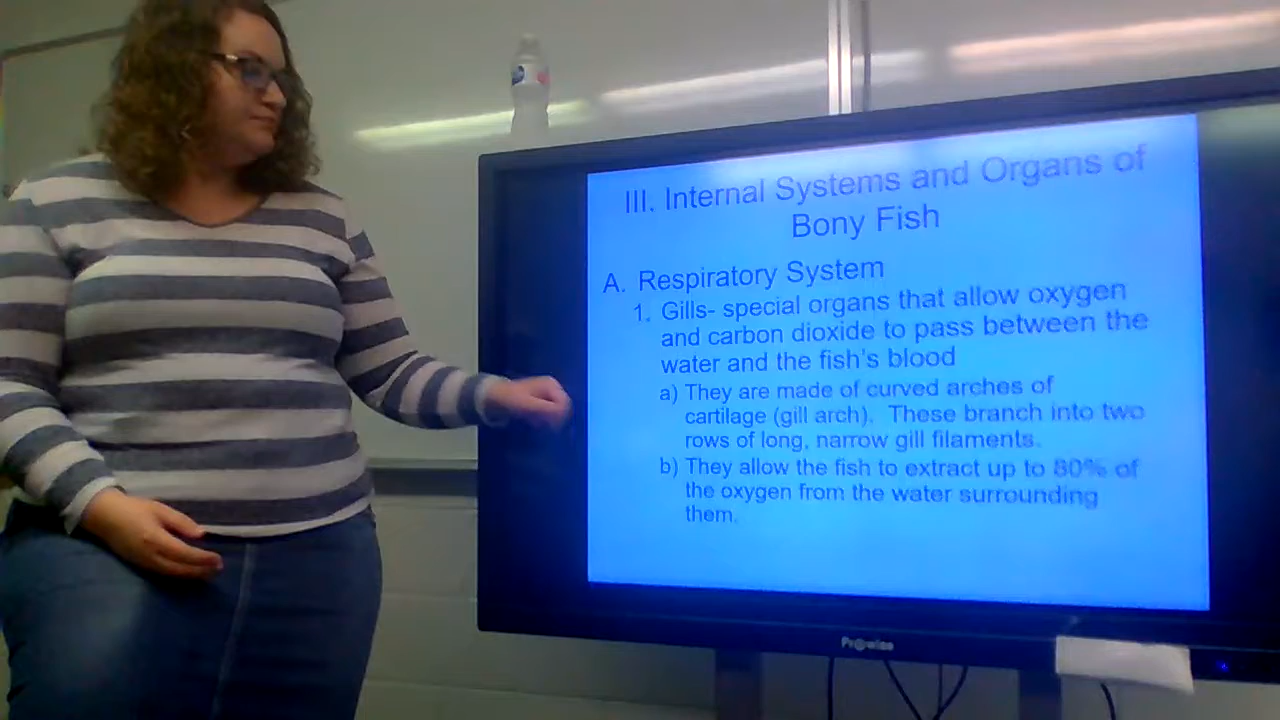 III. Internal Systems and Organs of
Bony Fish
A. Respiratory System
1. Gills- special organs that allow oxygen
and carbon dioxide to pass between the
water and the fish's blood
a) They are made of curved arches of
cartilage (gill arch). These branch into two
rows of long, narrow gill filaments.
b) They allow the fish to extract up to 80% of
the oxygen from the water surrounding
them.
Prowise